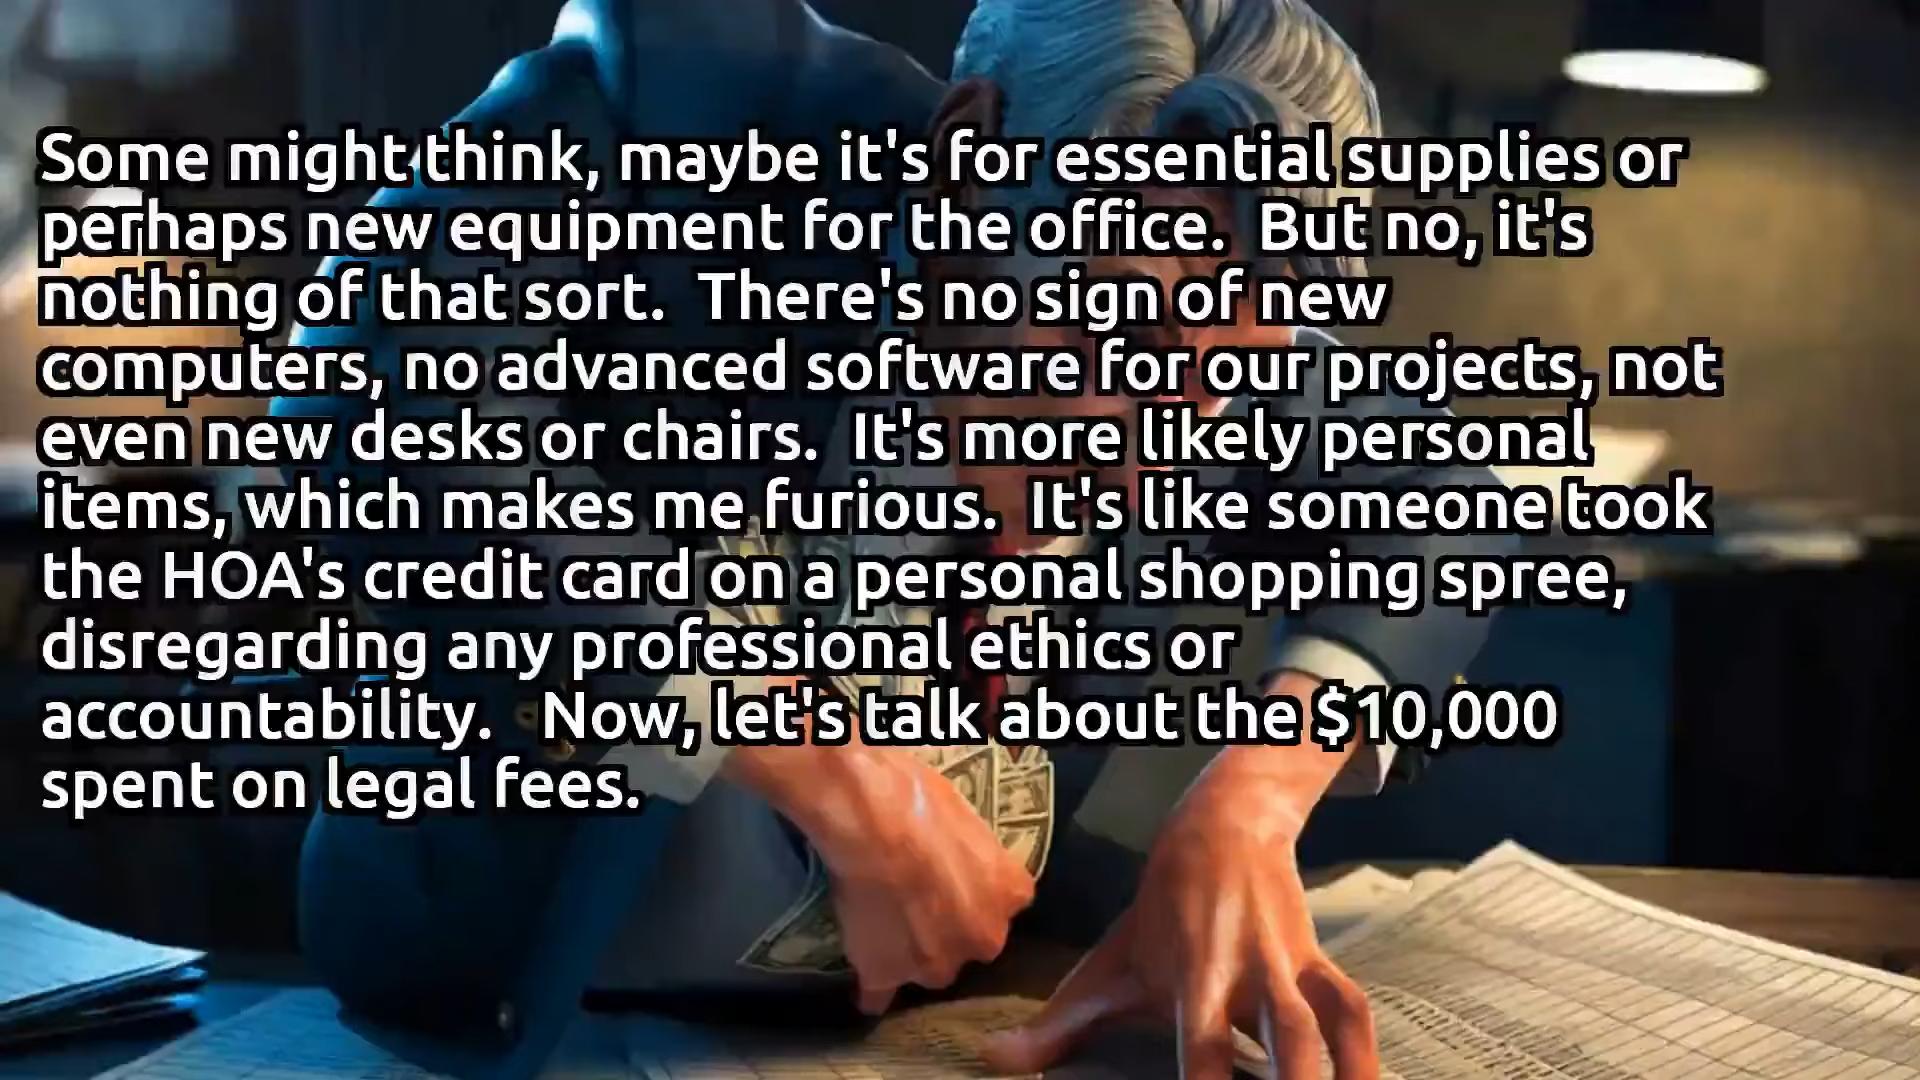 Some might think, maybe it's for essential supplies or
perhaps new equipment for the office.  But no, it's
nothing of that sort.  There's no sign of new
computers, no advanced software for our projects, not
even new desks or chairs.  It's more likely personal
items, which makes me furious.  It's like someone took
the HOA's credit card on a personal shopping spree,
disregarding any professional ethics or
accountability.   Now, let's talk about the $10,000
spent on legal fees.